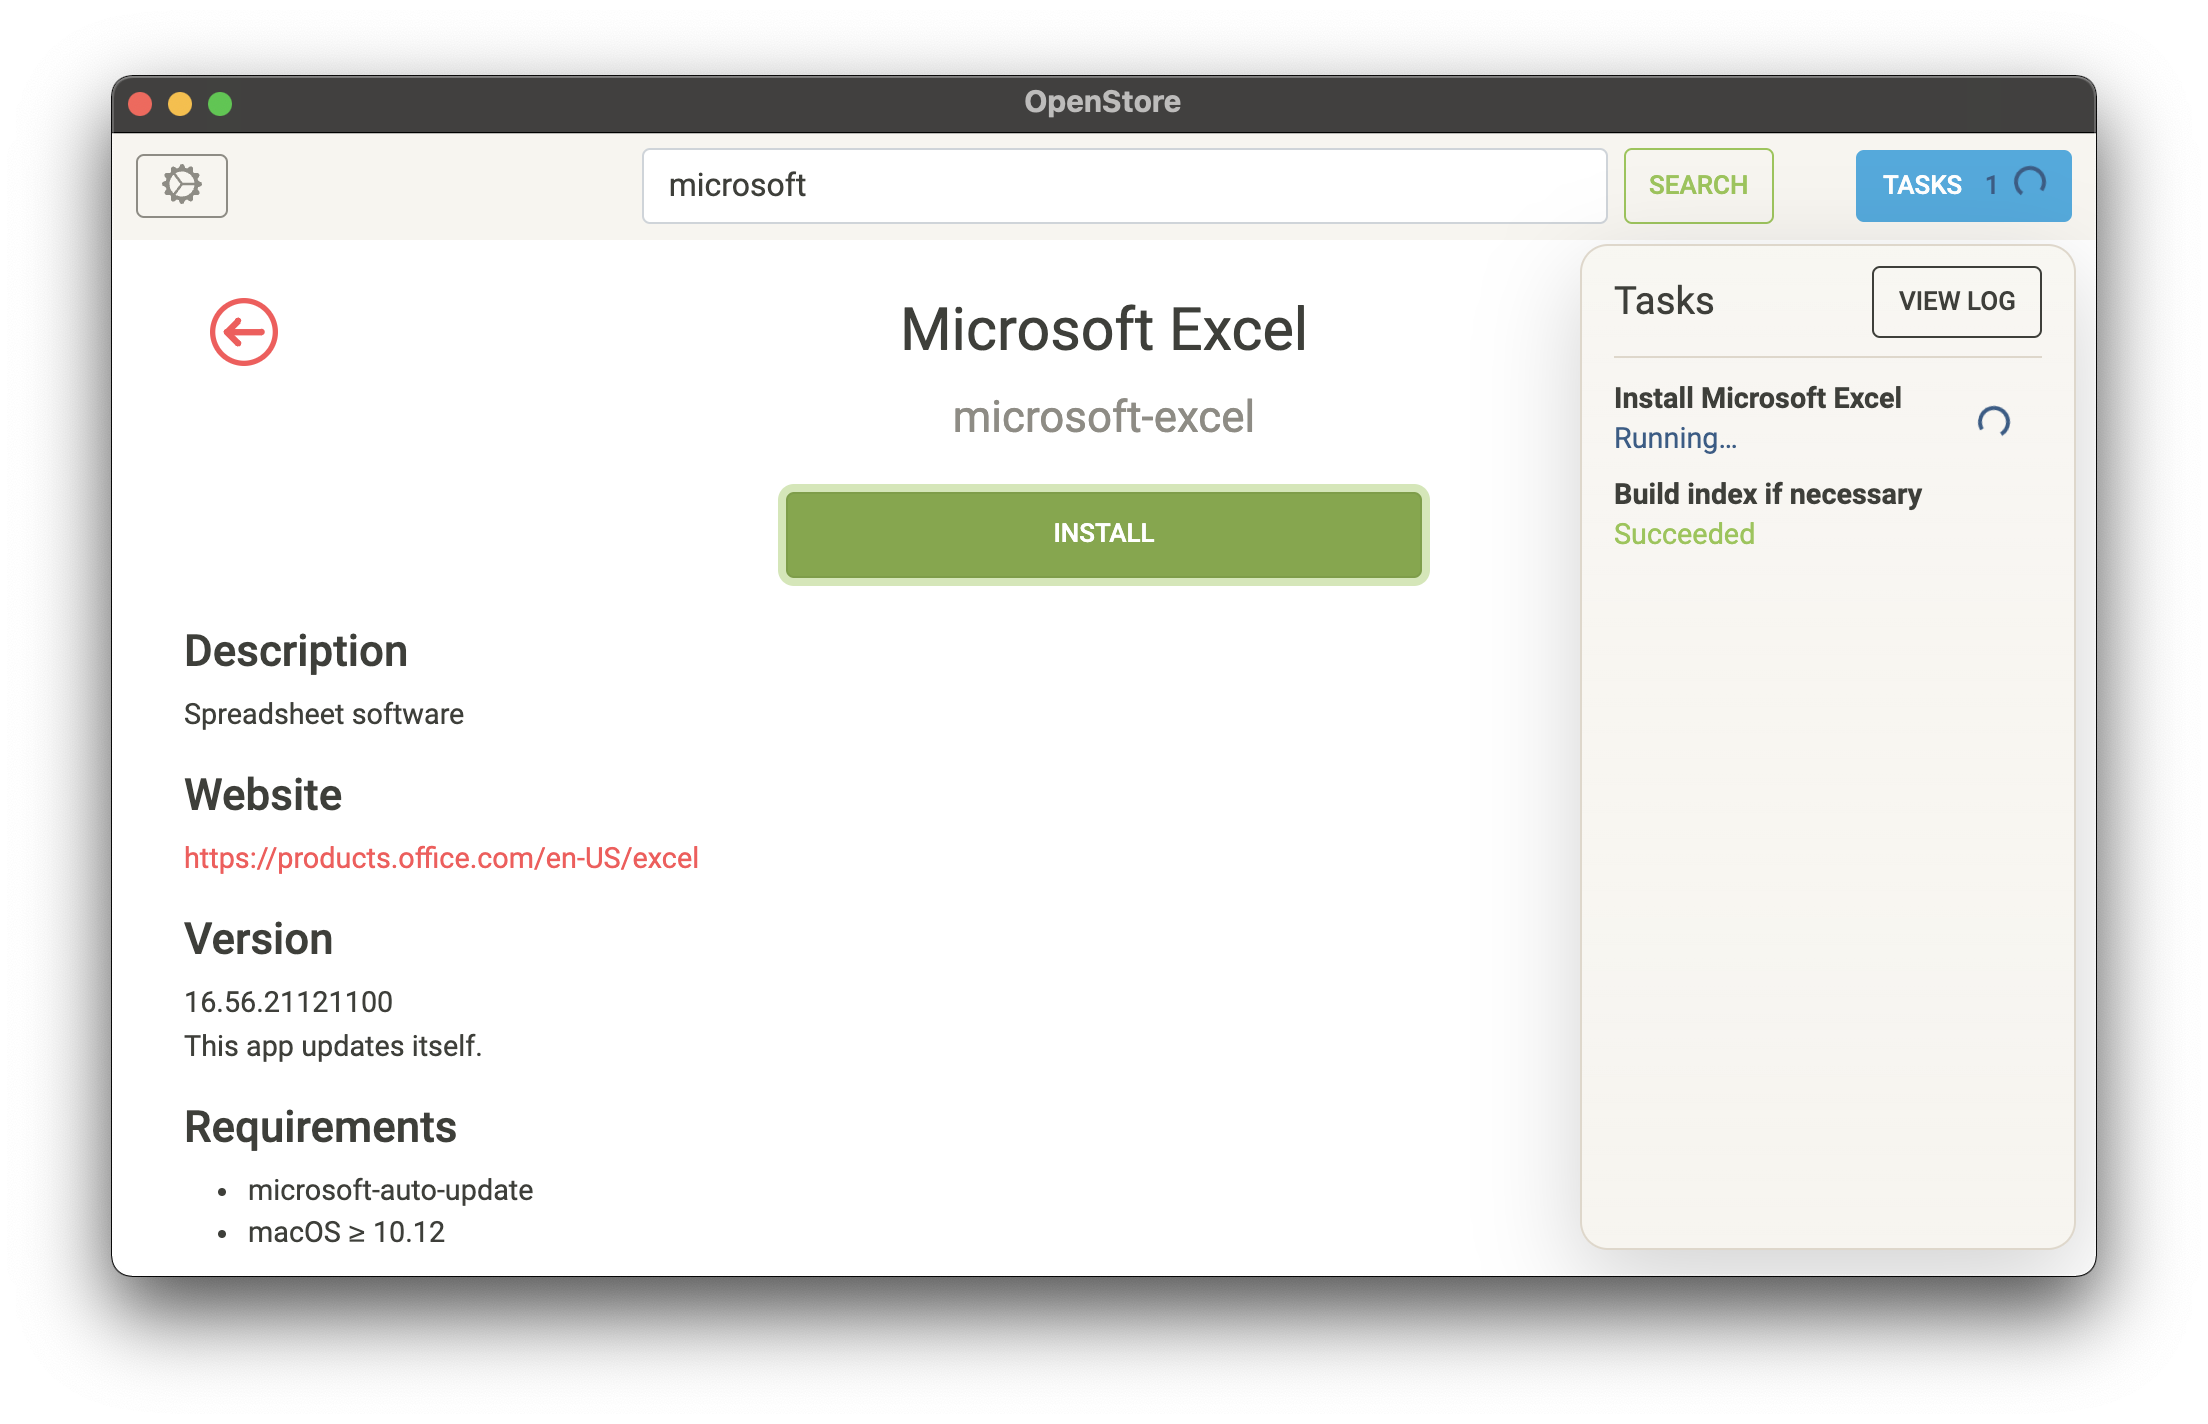 OpenStore
microsoft
SEARCH
TASKS 1
Microsoft Excel
microsoft-excel
INSTALL
Description
Spreadsheet software
Website
https://products.office.com/en-US/excel
Version
16.56.21121100
This app updates itself.
Requirements
• microsoft-auto-update
• macOS ≥ 10.12
Tasks
VIEW LOG
Install Microsoft Excel
Running...
Build index if necessary
Succeeded